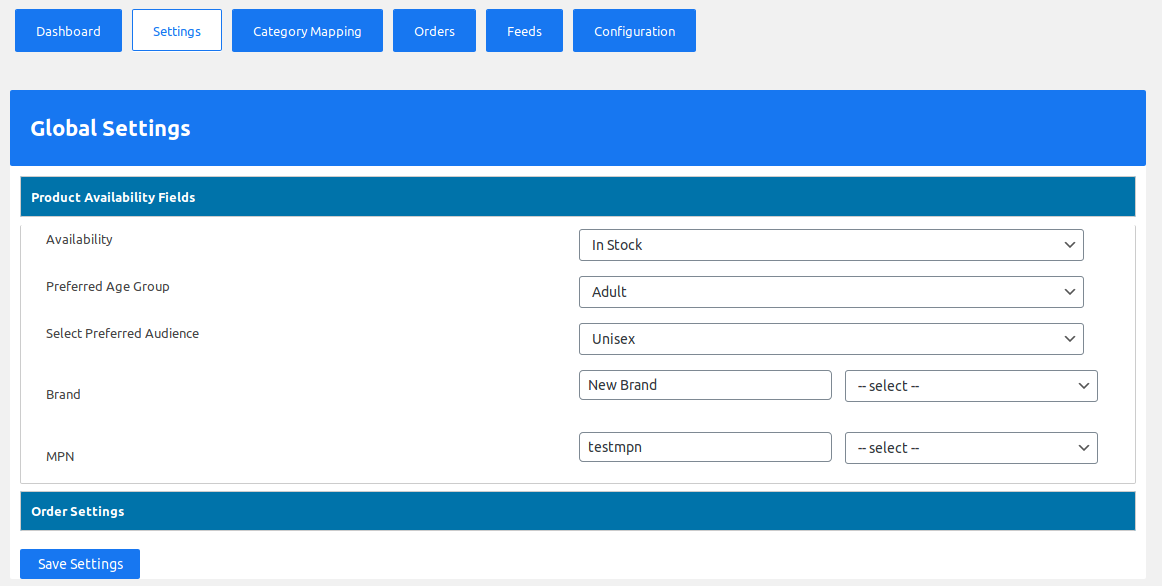 Dashboard Settings Category Mapping Orders Feeds Configuration
Global Settings
Product Availability Fields
Availability In Stock
Preferred Age Group Adult
Select Preferred Audience Unisex
Brand New Brand -- select --
MPN testmpn -- select --
Order Settings
Save Settings